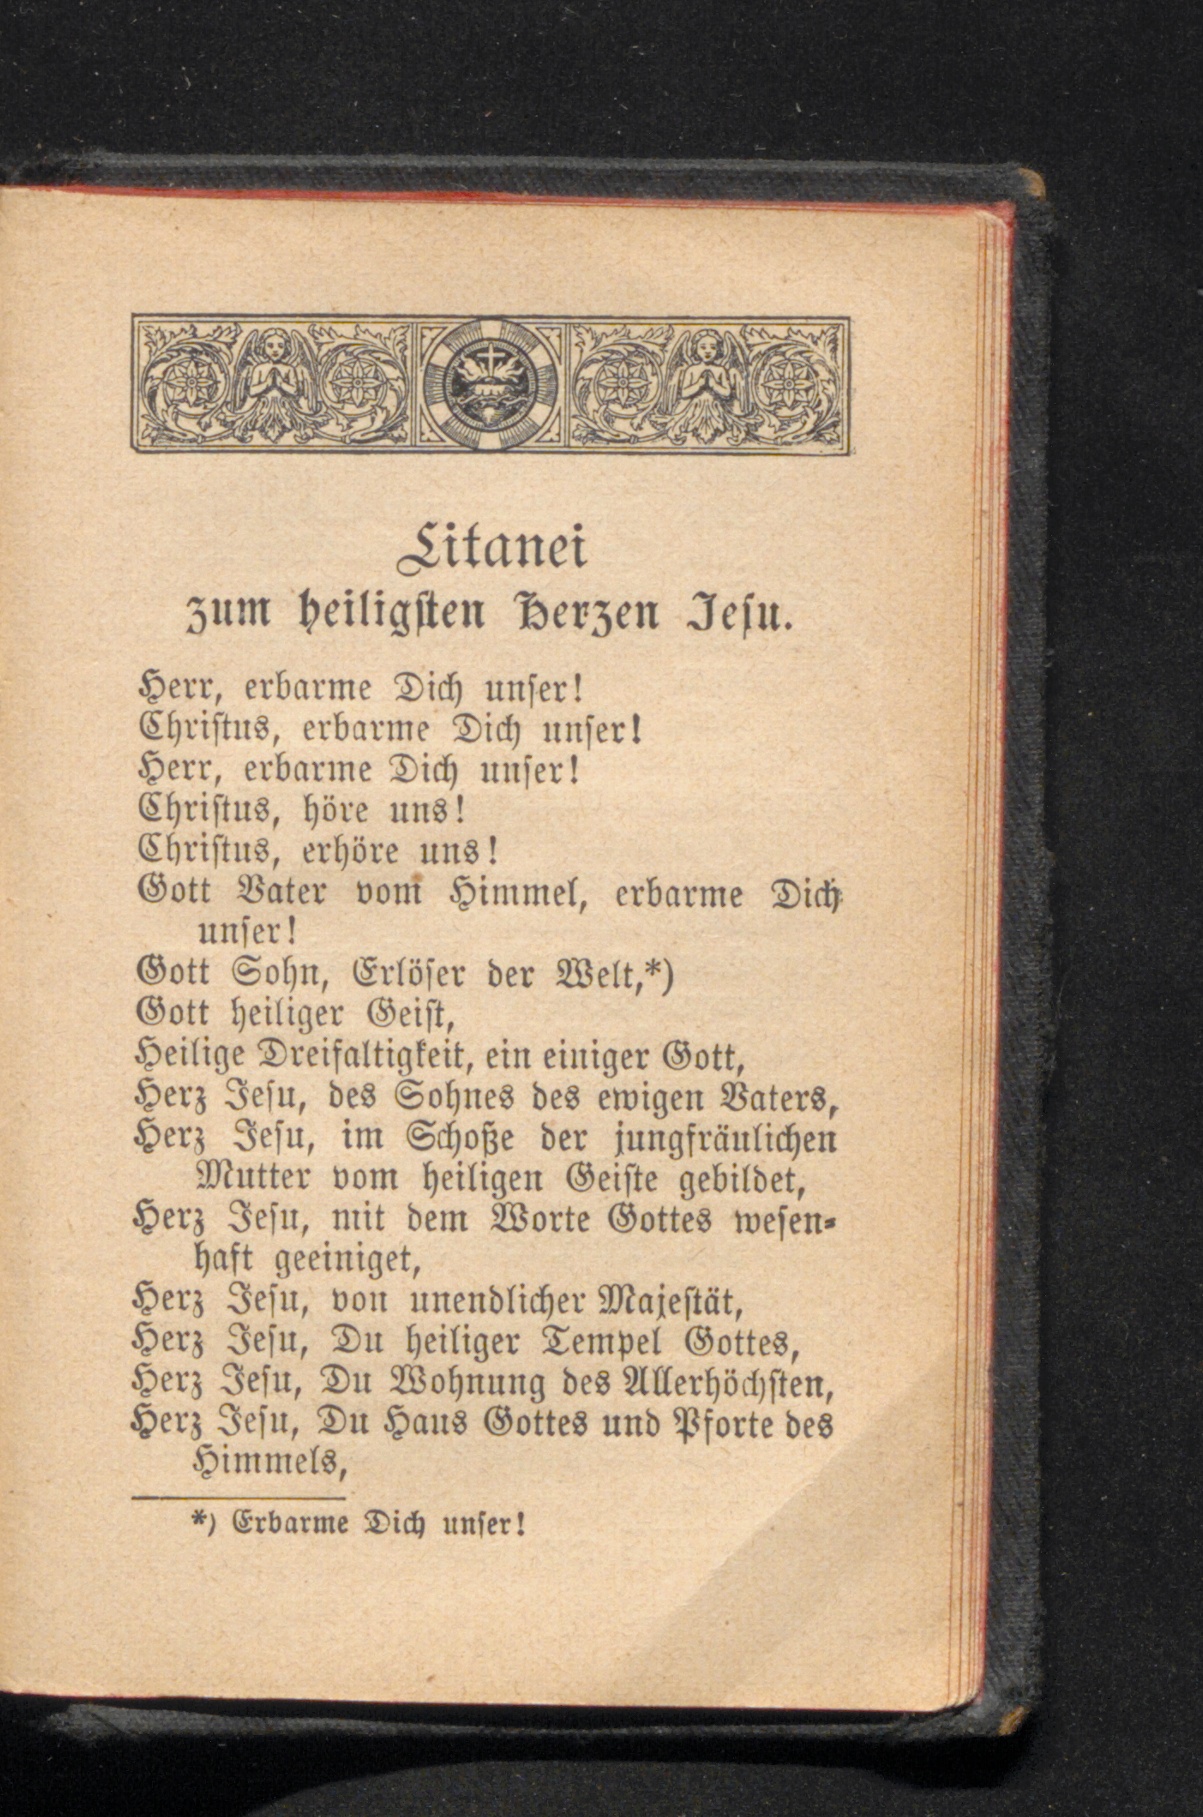 Litanei
zum heiligſten Herzen Jeſu.
Herr, erbarme Dich unſer!
Chriſtus, erbarme Dich unſer!
Herr, erbarme Dich unſer!
Chriſtus, höre uns!
Chriſtus, erhöre uns!
Gott Vater vom Himmel, erbarme Dich
unſer!
Gott Sohn, Erlöſer der Welt,*)
Gott heiliger Geiſt,
Heilige Dreifaltigkeit, ein einiger Gott,
Herz Jeſu, des Sohnes des ewigen Vaters,
Herz Jeſu, im Schoße der jungfräulichen
Mutter vom heiligen Geiſte gebildet,
Herz Jeſu, mit dem Worte Gottes weſen⸗
haft geeiniget,
Herz Jeſu, von unendlicher Majeſtät,
Herz Jeſu, Du heiliger Tempel Gottes,
Herz Jeſu, Du Wohnung des Allerhöchſten,
Herz Jeſu, Du Haus Gottes und Pforte des
Himmels,
*) Erbarme Dich unſer!